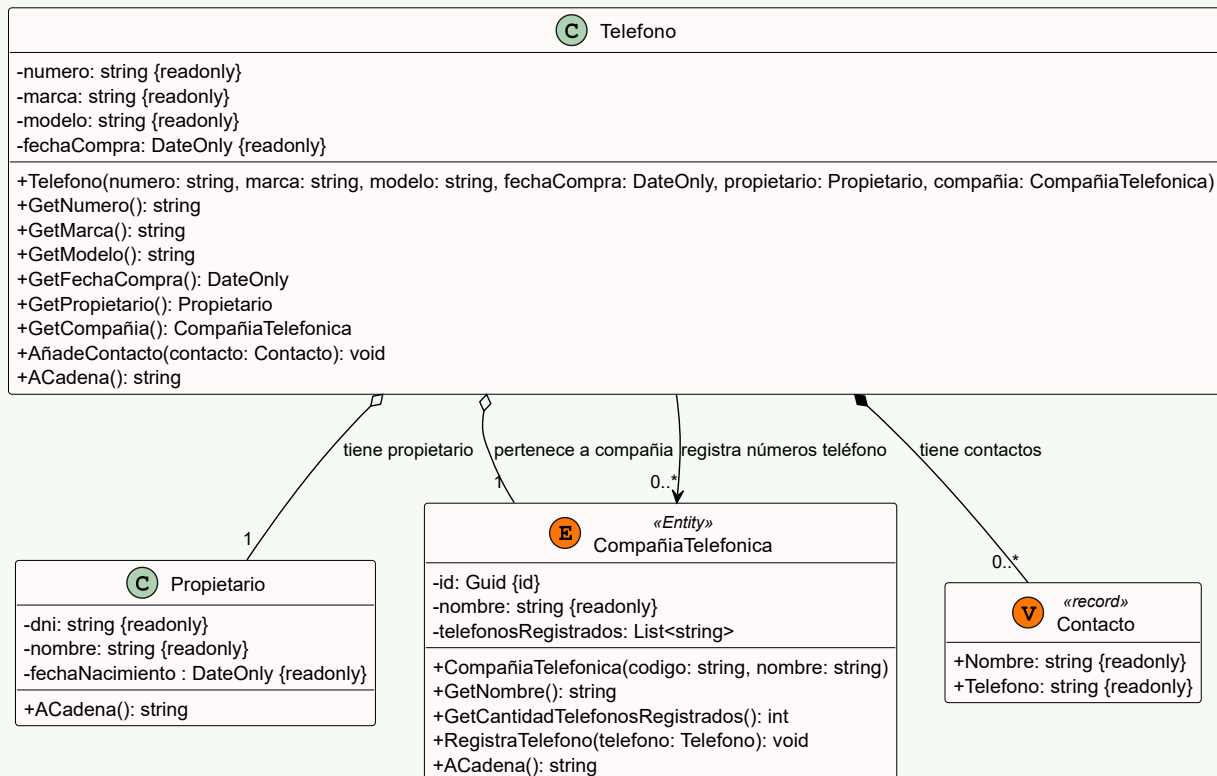 C Telefono
-numero: string {readonly}
-marca: string {readonly}
-modelo: string {readonly}
-fechaCompra: DateOnly {readonly}
+Telefono(numero: string, marca: string, modelo: string, fechaCompra: DateOnly, propietario: Propietario, compañia: CompañiaTelefonica)
+GetNumero(): string
+GetMarca(): string
+GetModelo(): string
+GetFechaCompra(): DateOnly
+GetPropietario(): Propietario
+GetCompañia(): CompañiaTelefonica
+AñadeContacto(contacto: Contacto): void
+ACadena(): string
tiene propietario
pertenece a compañia
registra números teléfono
tiene contactos
1
1
0..*
0..*
C Propietario
-dni: string {readonly}
-nombre: string {readonly}
-fechaNacimiento : DateOnly {readonly}
+ACadena(): string
E «Entity»
CompañiaTelefonica
-id: Guid {id}
-nombre: string {readonly}
-telefonosRegistrados: List<string>
+CompañiaTelefonica(codigo: string, nombre: string)
+GetNombre(): string
+GetCantidadTelefonosRegistrados(): int
+RegistraTelefono(telefono: Telefono): void
+ACadena(): string
V «record»
Contacto
+Nombre: string {readonly}
+Telefono: string {readonly}